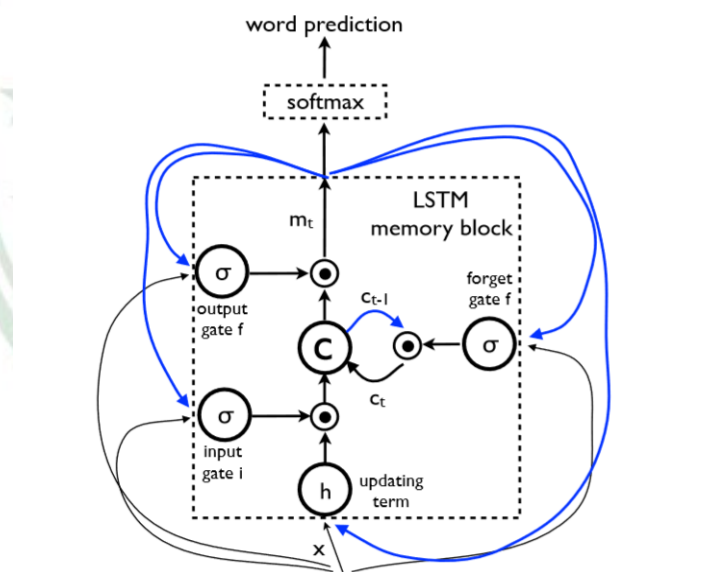 word prediction
softmax
LSTM
memory block
mt
σ
output
gate f
ct-1
forget
gate f
σ
C
ct
σ
input
gate i
h
updating
term
x